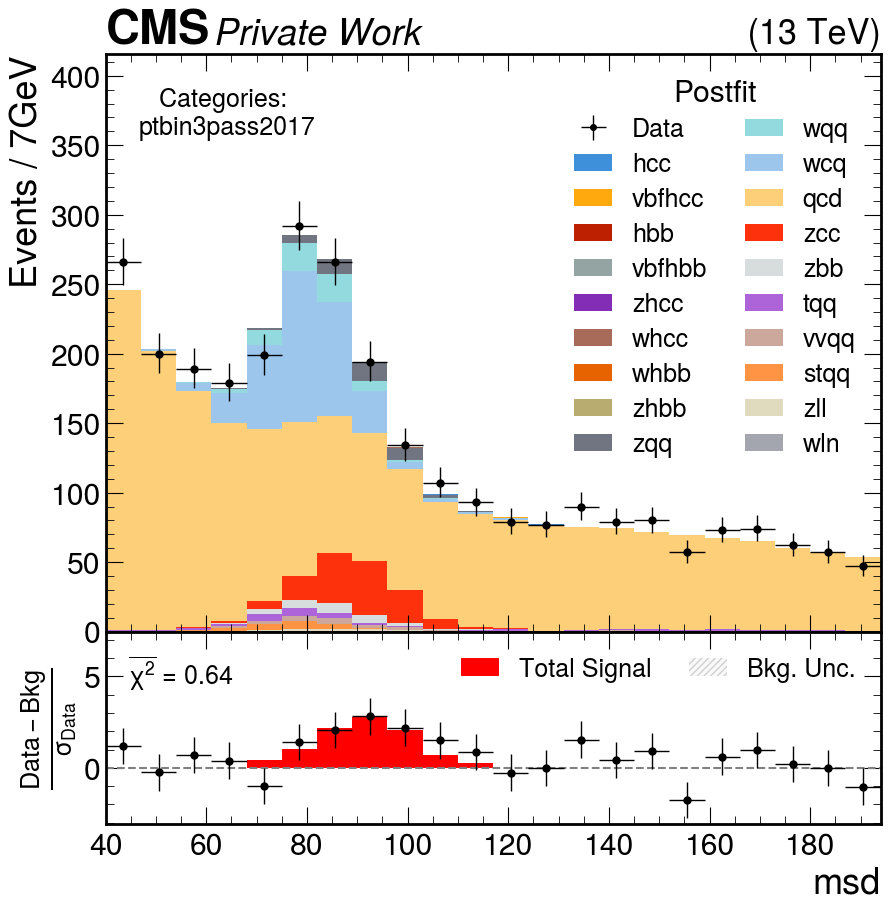 CMS Private Work (13 TeV)
Events / 7GeV
400
350
300
250
200
150
100
50
0
Categories:
ptbin3pass2017
Postfit
Data
hcc
vbfhcc
hbb
vbfhbb
zhcc
whcc
whbb
zhbb
zqq
wqq
wcq
qcd
zcc
zbb
tqq
vvqq
stqq
zll
wln
Data – Bkg
σData
5
0
χ² = 0.64
Total Signal
Bkg. Unc.
40 60 80 100 120 140 160 180
msd